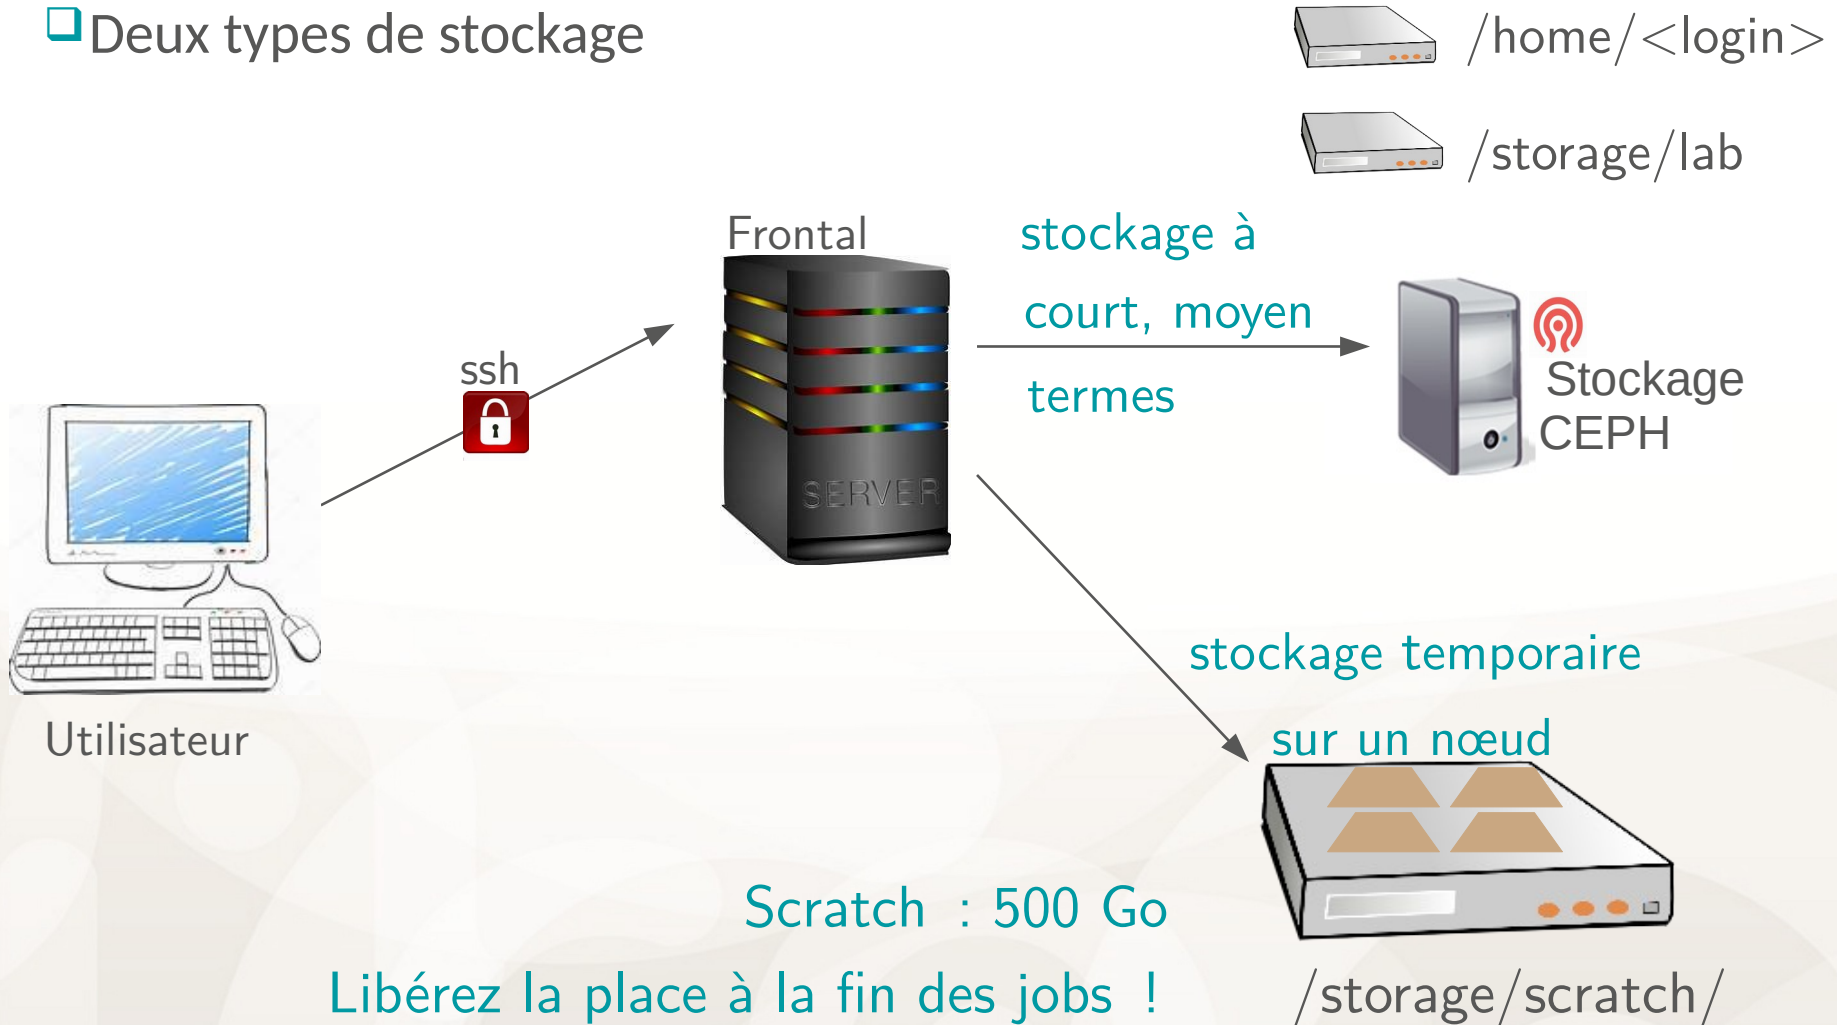 Deux types de stockage
/home/<login>
/storage/lab
Frontal
stockage à
court, moyen
termes
ssh
Stockage
CEPH
SERVER
Utilisateur
stockage temporaire
sur un nœud
Scratch : 500 Go
Libérez la place à la fin des jobs !
/storage/scratch/